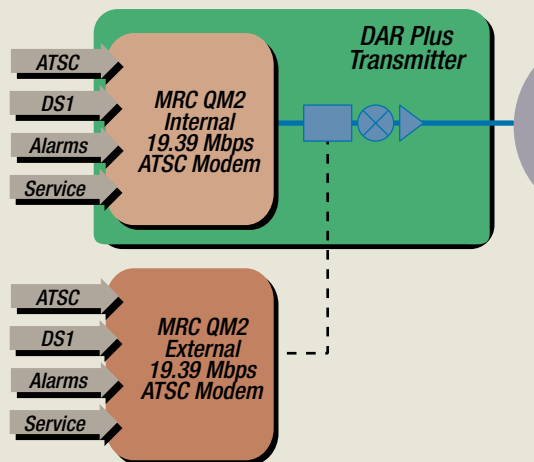 DAR Plus
Transmitter
ATSC
DS1
Alarms
Service
MRC QM2
Internal
19.39 Mbps
ATSC Modem
ATSC
DS1
Alarms
Service
MRC QM2
External
19.39 Mbps
ATSC Modem